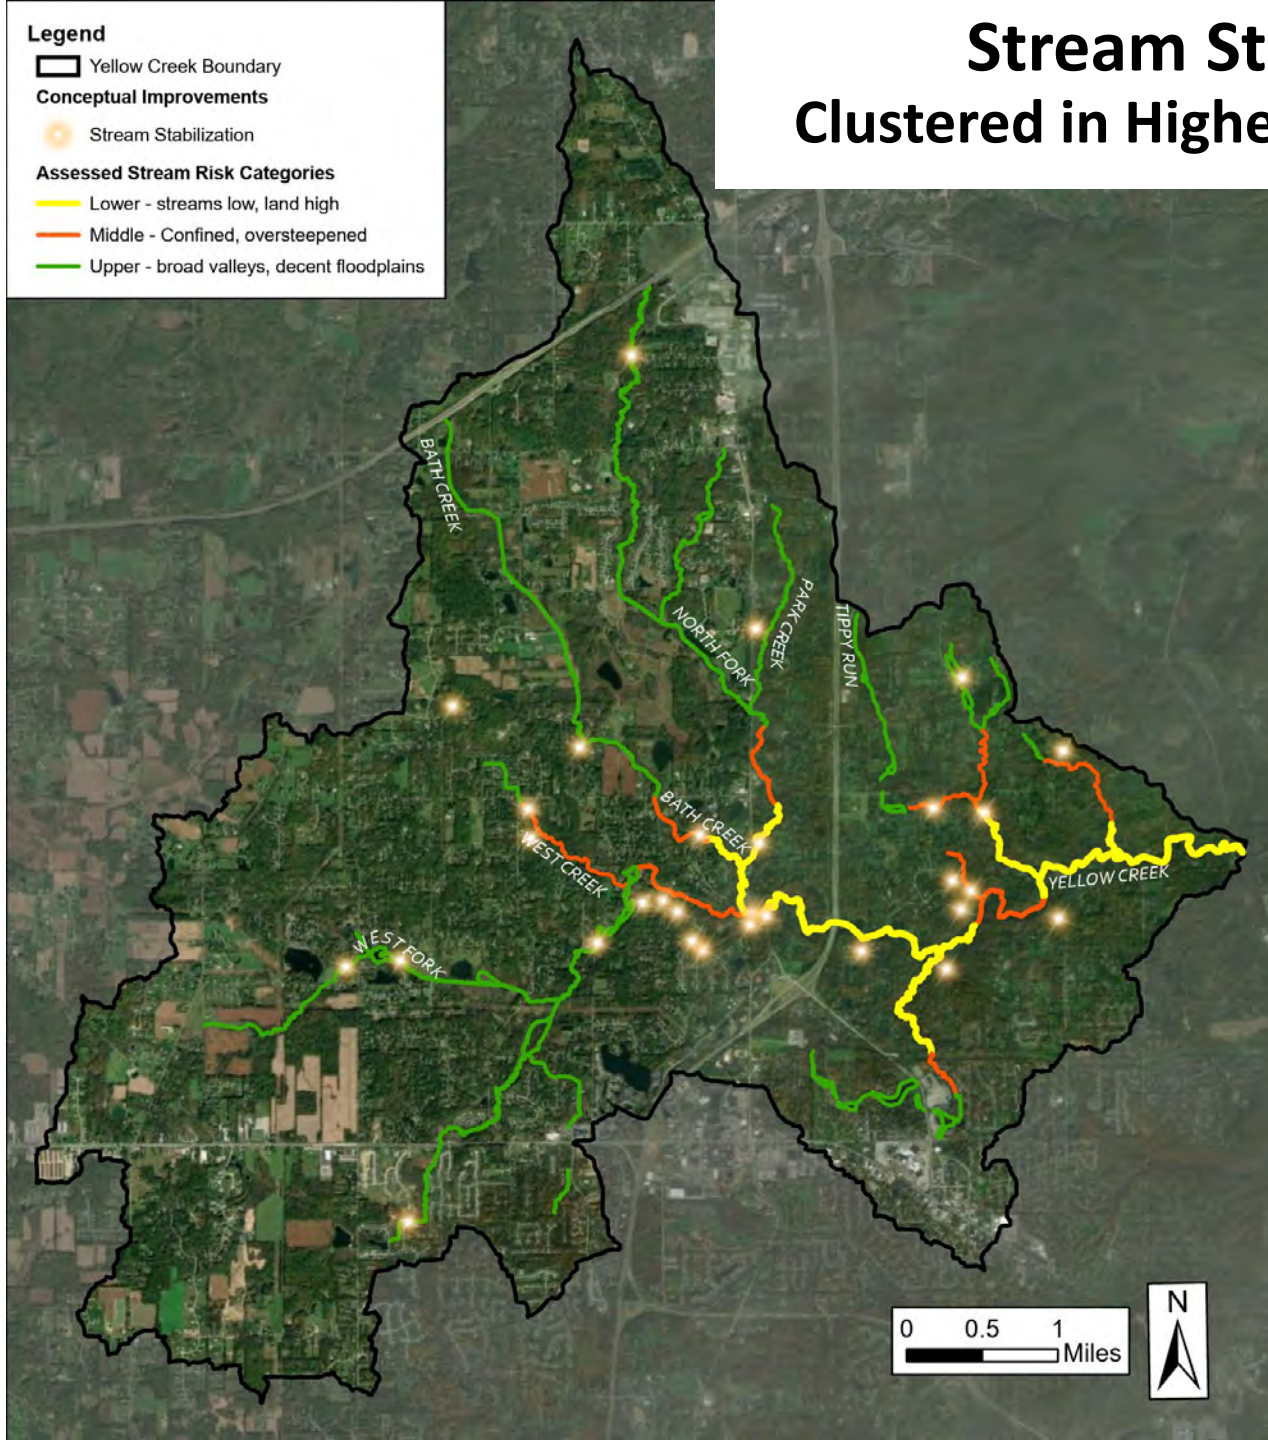 Stream St
Clustered in Highe
Legend
Yellow Creek Boundary
Conceptual Improvements
Stream Stabilization
Assessed Stream Risk Categories
Lower - streams low, land high
Middle - Confined, oversteepened
Upper - broad valleys, decent floodplains
BATH CREEK
NORTH FORK
PARK CREEK
TIPPY RUN
BATH CREEK
WEST CREEK
YELLOW CREEK
WEST FORK
N
0 0.5 1
Miles